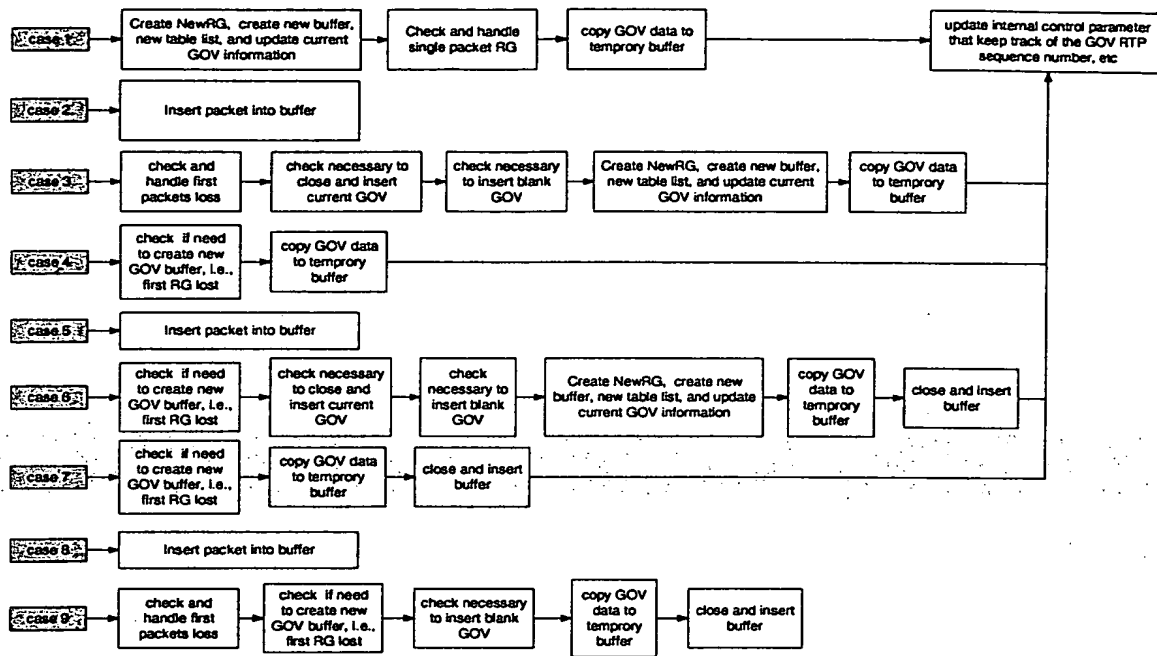 case 1
Create NewRG, create new buffer,
new table list, and update current
GOV information
Check and handle
single packet RG
copy GOV data to
temprory buffer
update internal control parameter
that keep track of the GOV RTP
sequence number, etc
case 2
Insert packet into buffer
case 3
check and
handle first
packets loss
check necessary to
close and insert
current GOV
check necessary
to insert blank
GOV
Create NewRG, create new buffer,
new table list, and update current
GOV information
copy GOV data
to temprory
buffer
case 4
check if need
to create new
GOV buffer, i.e.,
first RG lost
copy GOV data
to temprory
buffer
case 5
Insert packet into buffer
case 6
check if need
to create new
GOV buffer, i.e.,
first RG lost
check necessary
to close and
insert current
GOV
check
necessary to
insert blank
GOV
Create NewRG, create new
buffer, new table list, and update
current GOV information
copy GOV
data to
temprory
buffer
close and insert
buffer
case 7
check if need
to create new
GOV buffer, i.e.,
first RG lost
copy GOV data
to temprory
buffer
close and insert
buffer
case 8
Insert packet into buffer
case 9
check and
handle first
packets loss
check if need
to create new
GOV buffer, i.e.,
first RG lost
check necessary
to insert blank
GOV
copy GOV
data to
temprory
buffer
close and insert
buffer